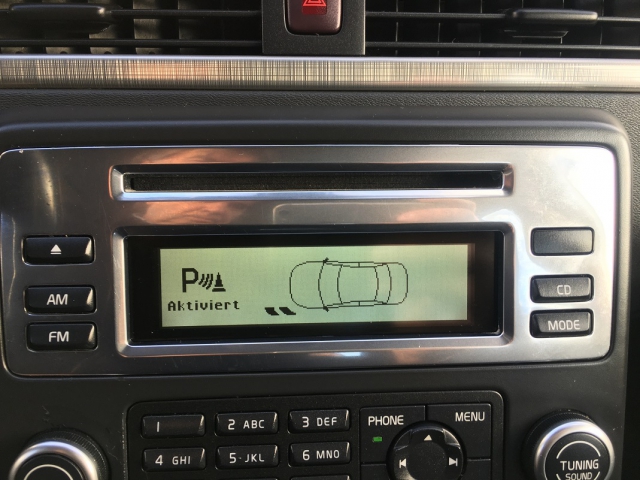 P
Aktiviert
AM
FM
CD
MODE
1
2 ABC
3 DEF
PHONE
MENU
4 GHI
5·JKL
6 MNO
TUNING
SOUND